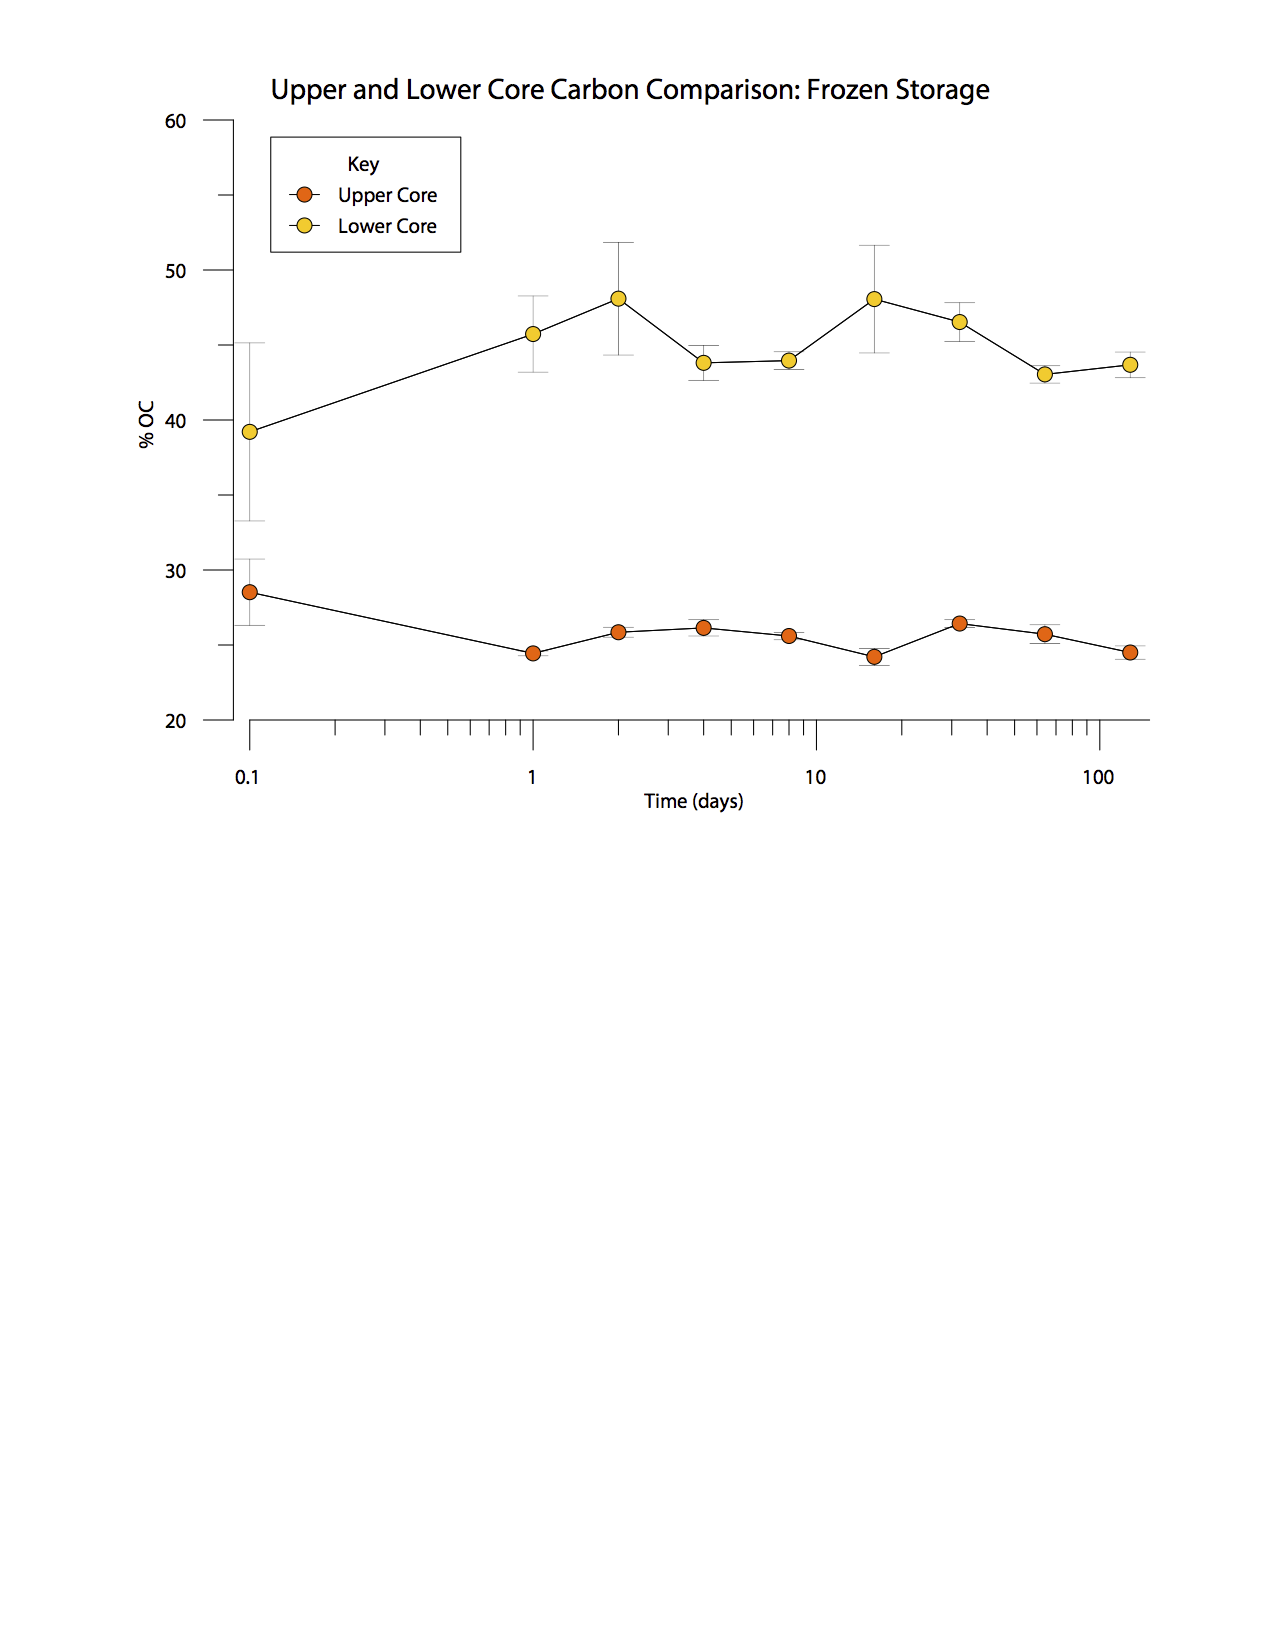 Upper and Lower Core Carbon Comparison: Frozen Storage
60
Key
Upper Core
Lower Core
50
% OC
40
30
20
0.1 1 10 100
Time (days)